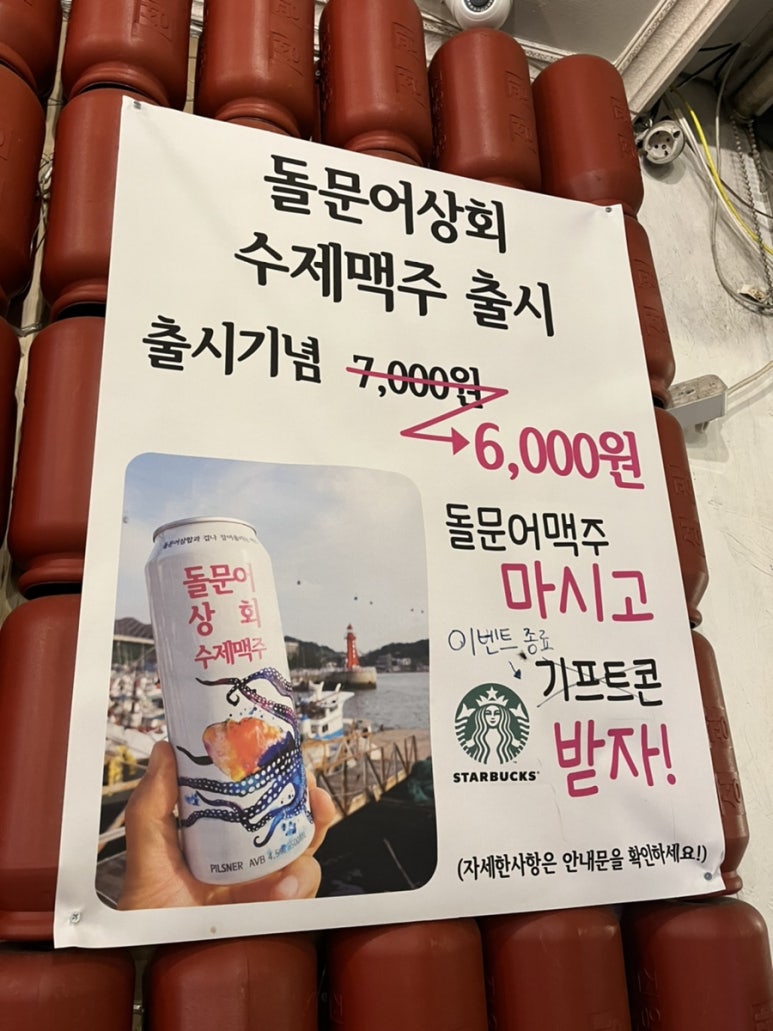 돌문어상회
수제맥주 출시
출시기념 7,000원
6,000원
돌문어맥주
마시고
이벤트 종료
기프트콘
STARBUCKS
받자!
(자세한사항은 안내문을 확인하세요!)
돌문어
상회
수제맥주
PILSNER AVB 4.5%